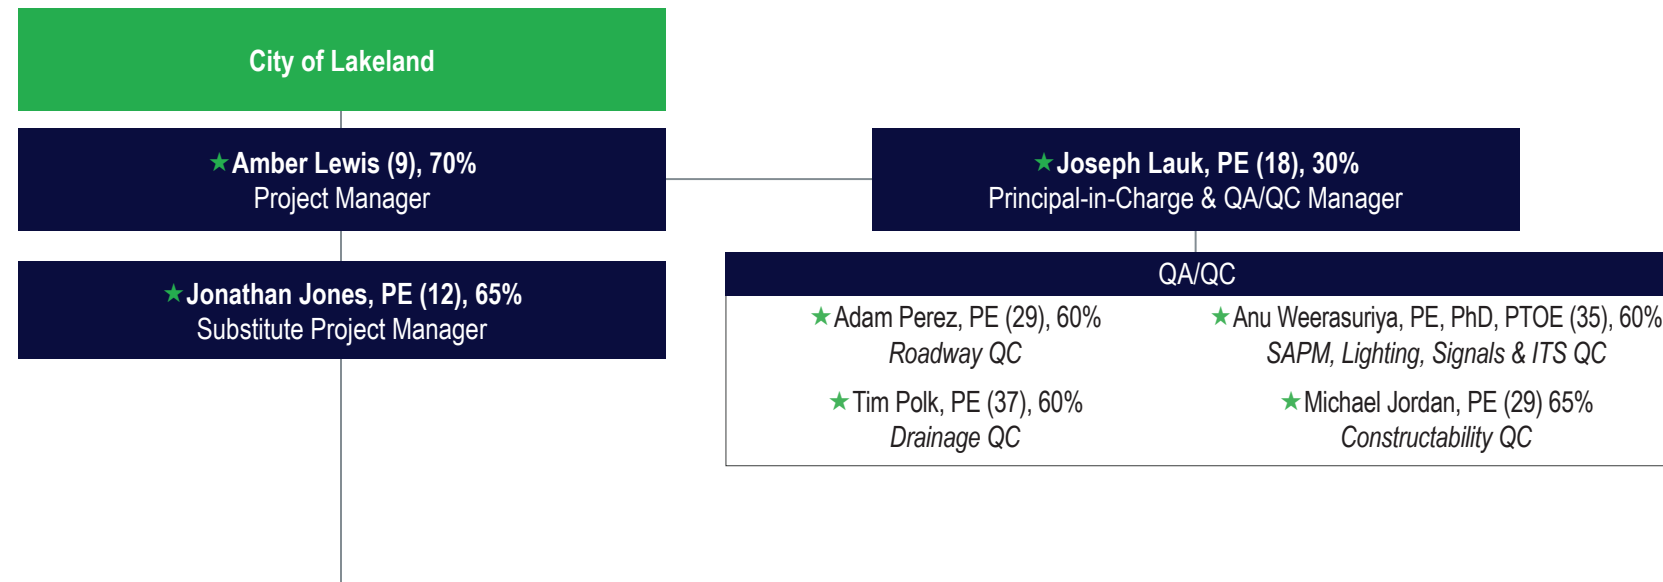 City of Lakeland
★Amber Lewis (9), 70%
Project Manager
★Joseph Lauk, PE (18), 30%
Principal-in-Charge & QA/QC Manager
★Jonathan Jones, PE (12), 65%
Substitute Project Manager
QA/QC
★Adam Perez, PE (29), 60%
Roadway QC
★Anu Weerasuriya, PE, PhD, PTOE (35), 60%
SAPM, Lighting, Signals & ITS QC
★Tim Polk, PE (37), 60%
Drainage QC
★Michael Jordan, PE (29) 65%
Constructability QC